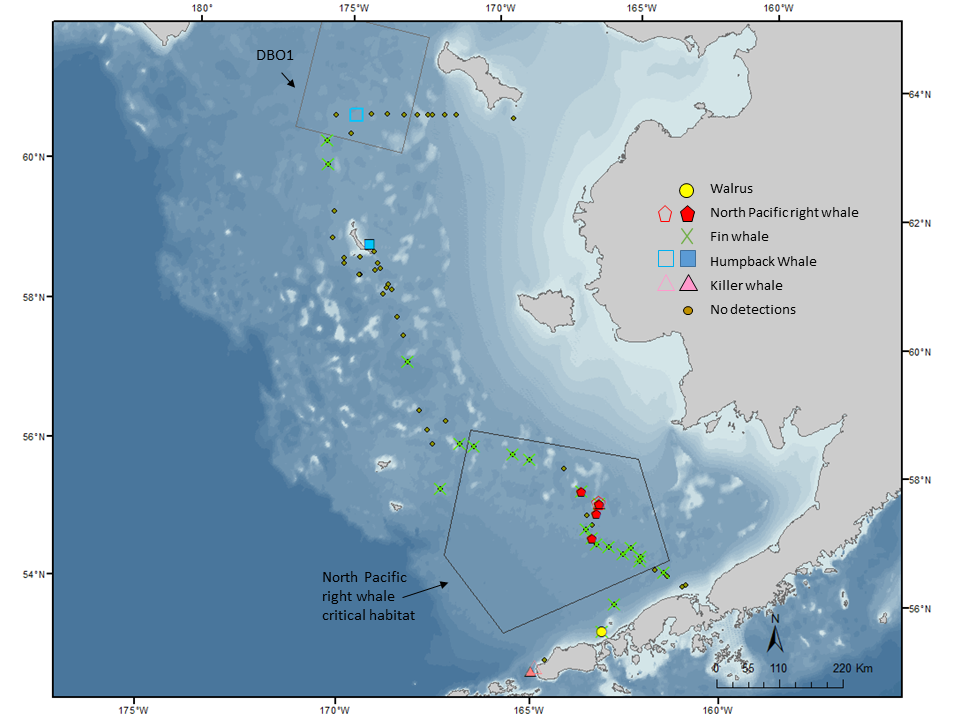 180°
175°W
170°W
165°W
160°W
DBO1
64°N
60°N
Walrus
North Pacific right whale
62°N
Fin whale
Humpback Whale
Killer whale
58°N
No detections
60°N
56°N
58°N
54°N
North Pacific
right whale
critical habitat
56°N
N
0 55 110 220 Km
175°W
170°W
165°W
160°W